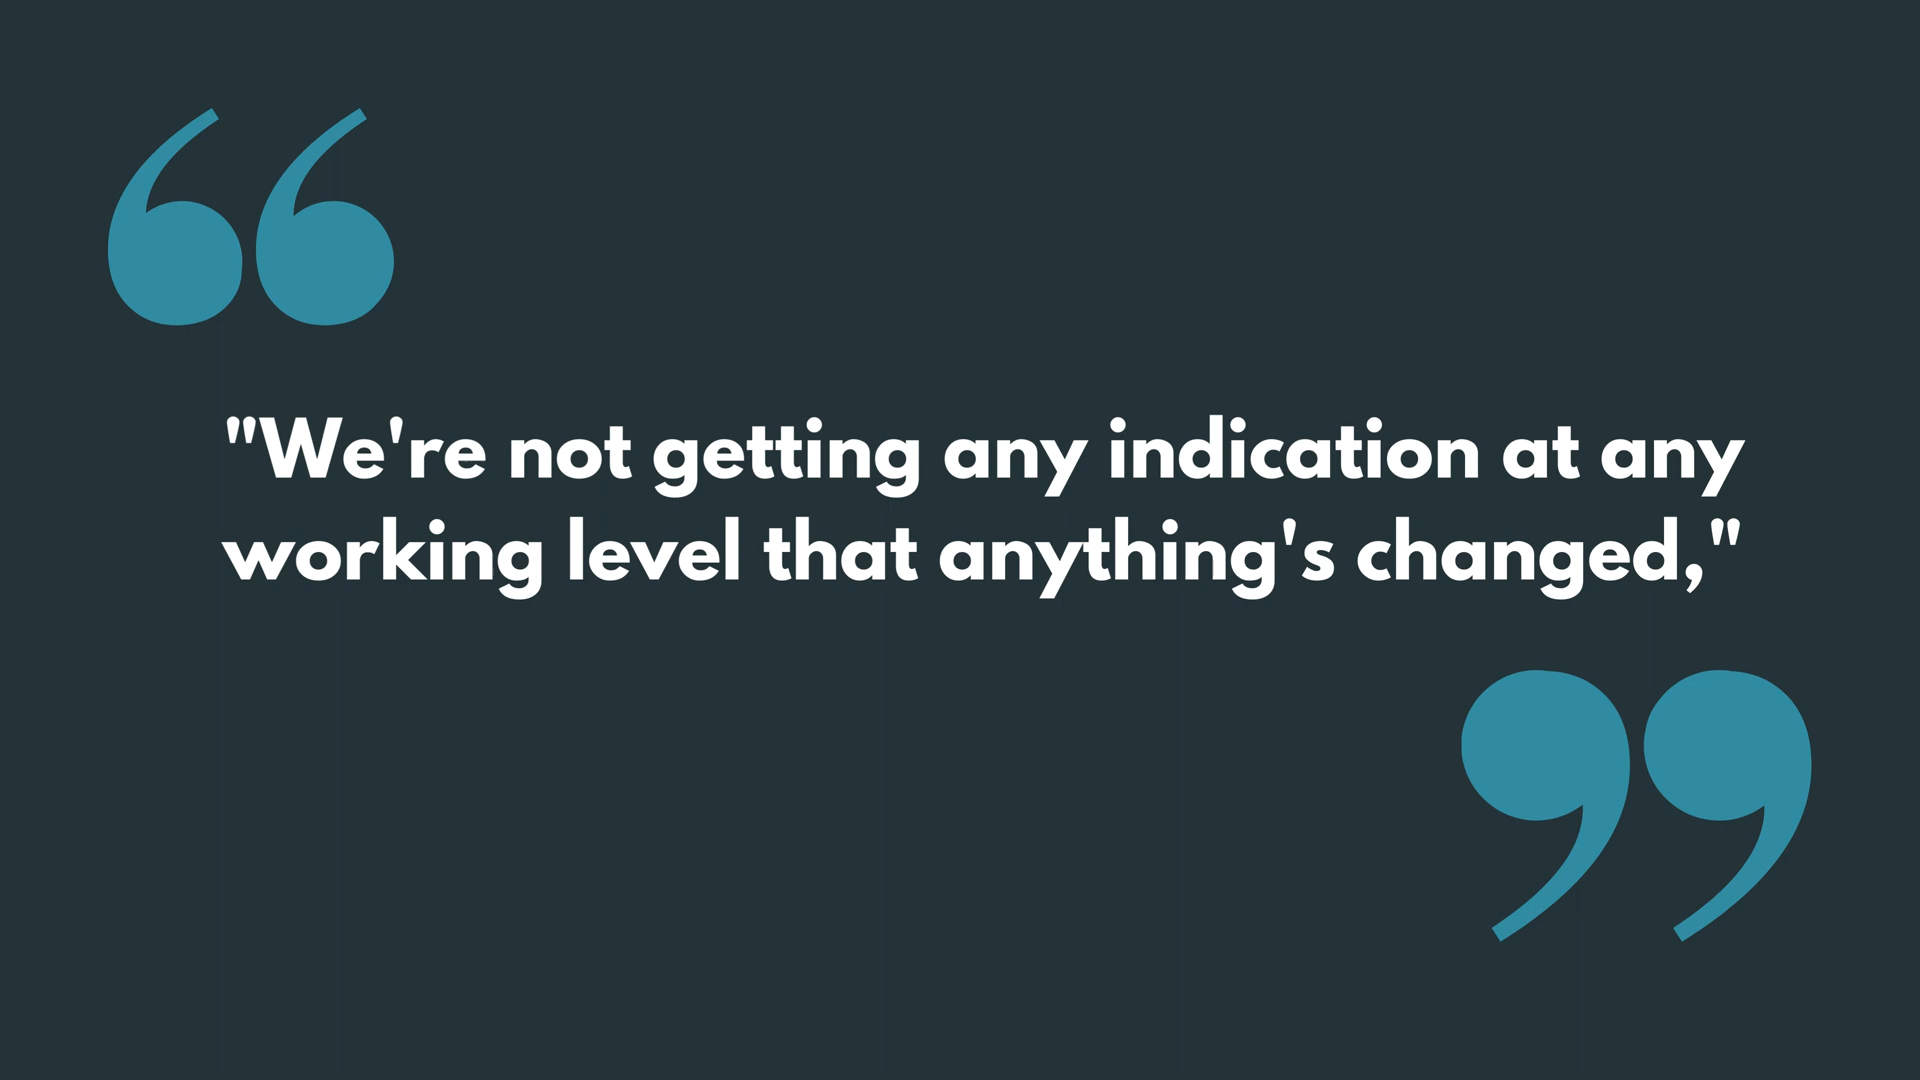 "We're not getting any indication at any
working level that anything's changed,"